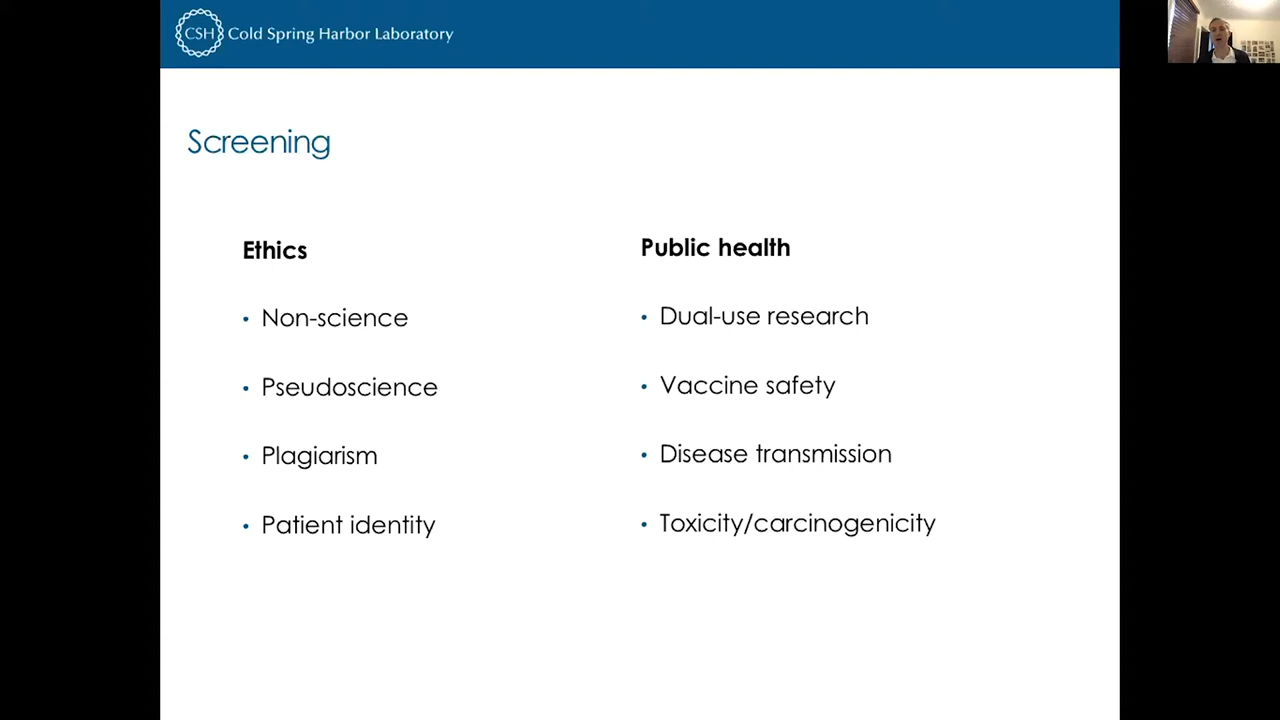 CSH Cold Spring Harbor Laboratory
Screening
Ethics
• Non-science
• Pseudoscience
• Plagiarism
• Patient identity
Public health
• Dual-use research
• Vaccine safety
• Disease transmission
• Toxicity/carcinogenicity